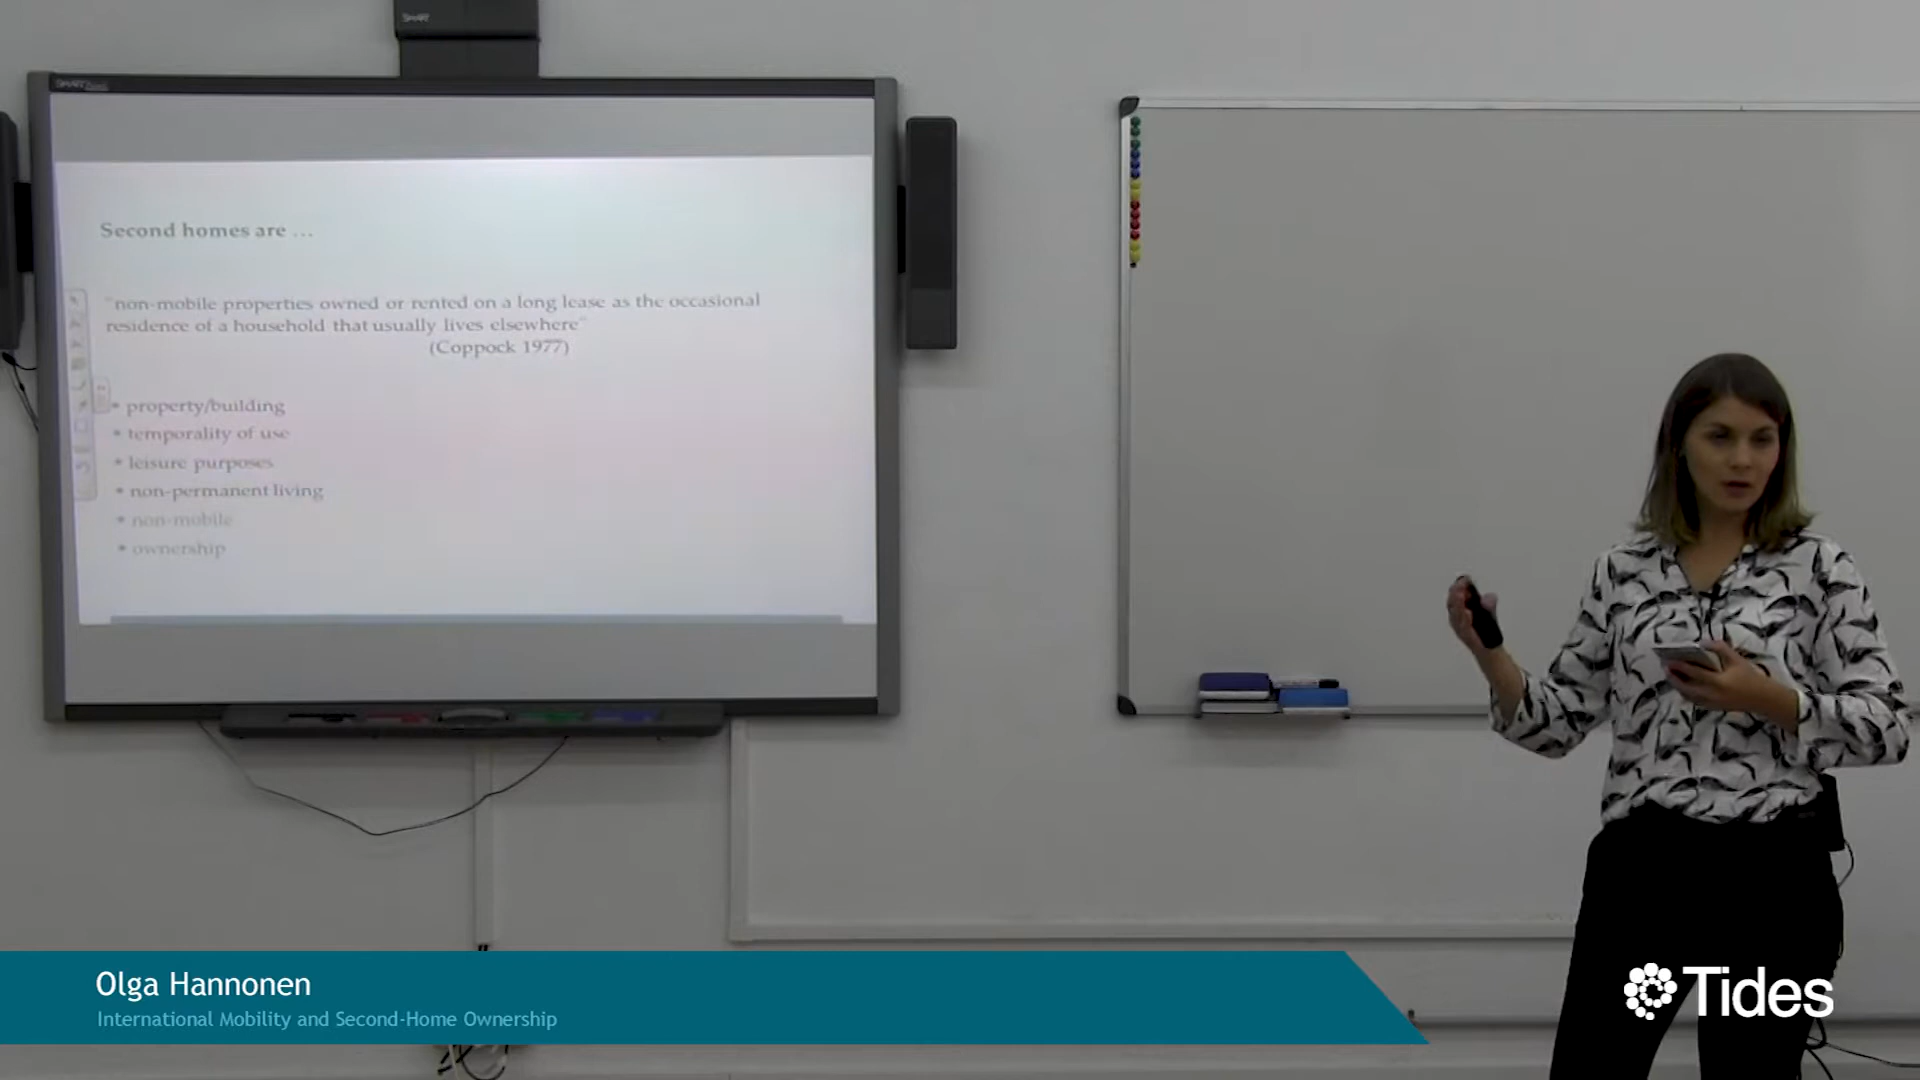 SMART
SMART
Second homes are …
"non-mobile properties owned or rented on a long lease as the occasional
residence of a household that usually lives elsewhere"
(Coppock 1977)
• property/building
• temporality of use
• leisure purposes
• non-permanent living
• non-mobile
• ownership
Olga Hannonen
International Mobility and Second-Home Ownership
Tides